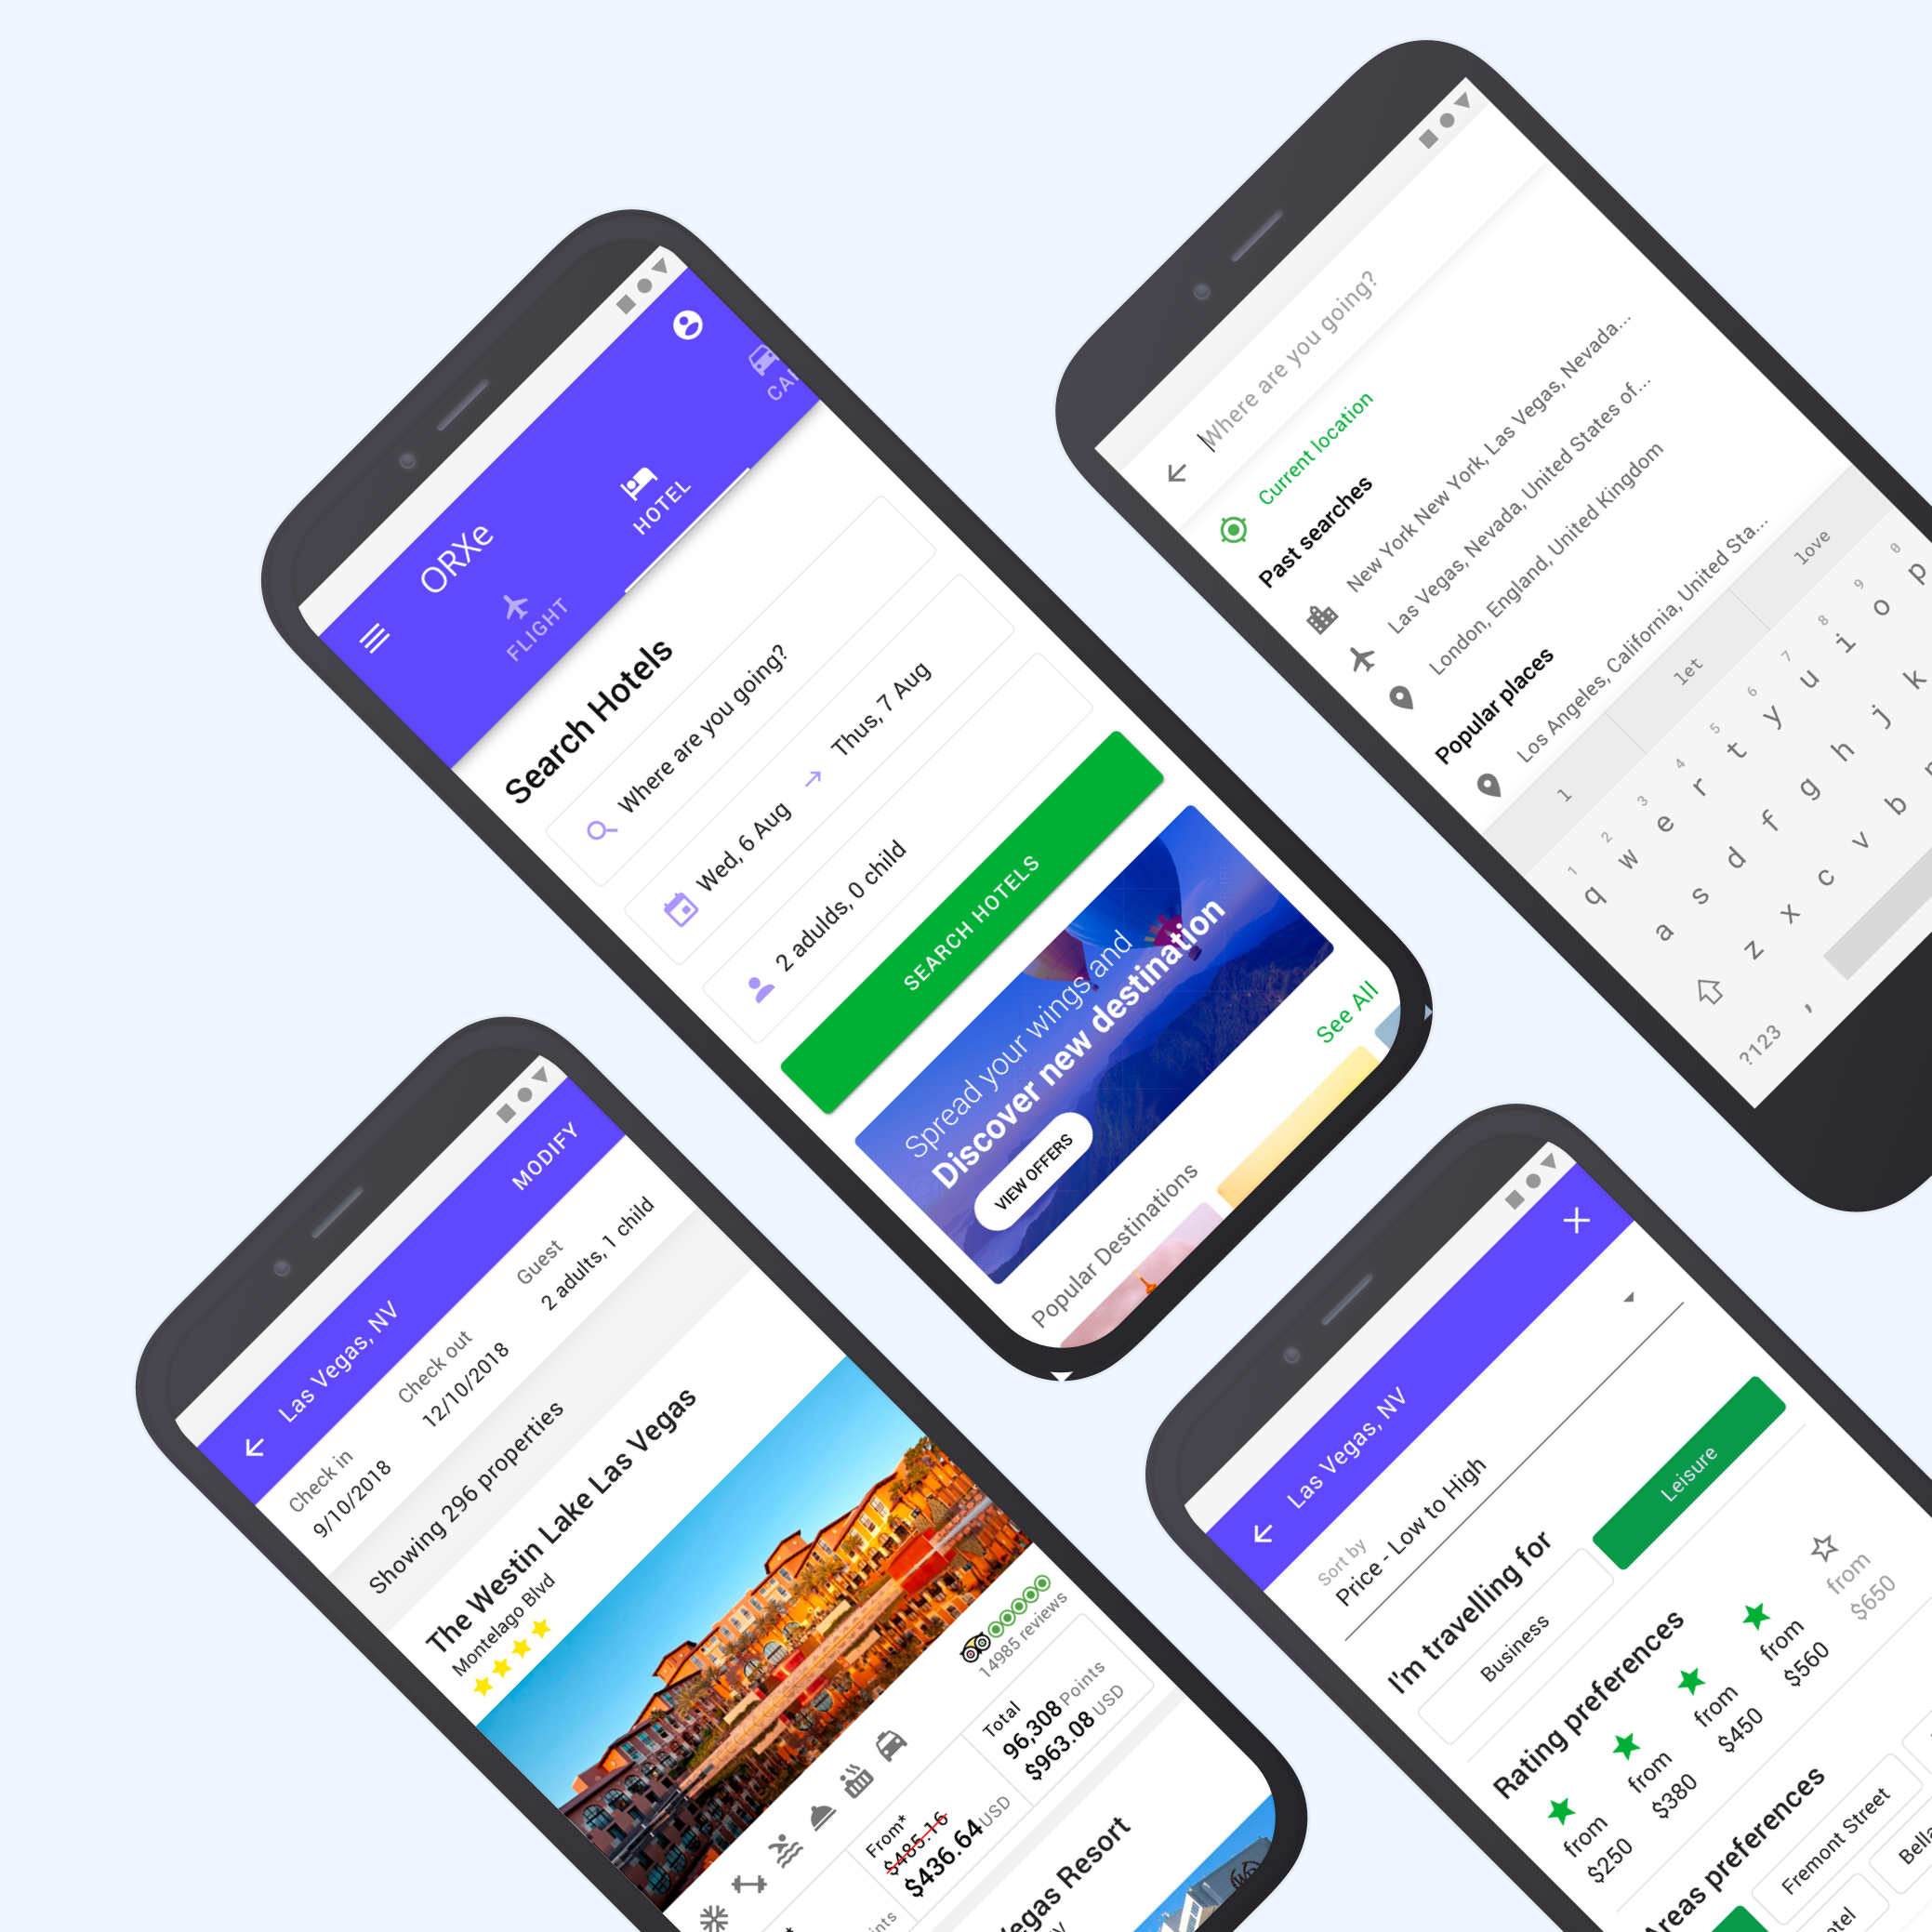 ORXe
FLIGHT
HOTEL
Search Hotels
Where are you going?
Wed, 6 Aug
Thus, 7 Aug
2 adulds, 0 child
SEARCH HOTELS
Spread your wings and
Discover new destination
VIEW OFFERS
Popular Destinations
See All
Where are you going?
Current location
Past searches
New York New York, Las Vegas, Nevada...
Las Vegas, Nevada, United States of...
London, England, United Kingdom
Popular places
Los Angeles, California, United Sta...
1 let love
1 2 3 4 5 6 7 8 9 0
q w e r t y u i o p
a s d f g h j k
z x c v b
?123 ,
Las Vegas, NV
MODIFY
Check in
Check out
Guest
9/10/2018
12/10/2018
2 adults, 1 child
Showing 296 properties
The Westin Lake Las Vegas
Montelago Blvd
14985 reviews
From*
$485.16
$436.64 USD
Total
96,308 Points
$963.08 USD
Resort
Las Vegas, NV
Sort by
Price - Low to High
I'm travelling for
Business
Leisure
Rating preferences
from
$250
from
$380
from
$450
from
$560
from
$650
preferences
Fremont Street